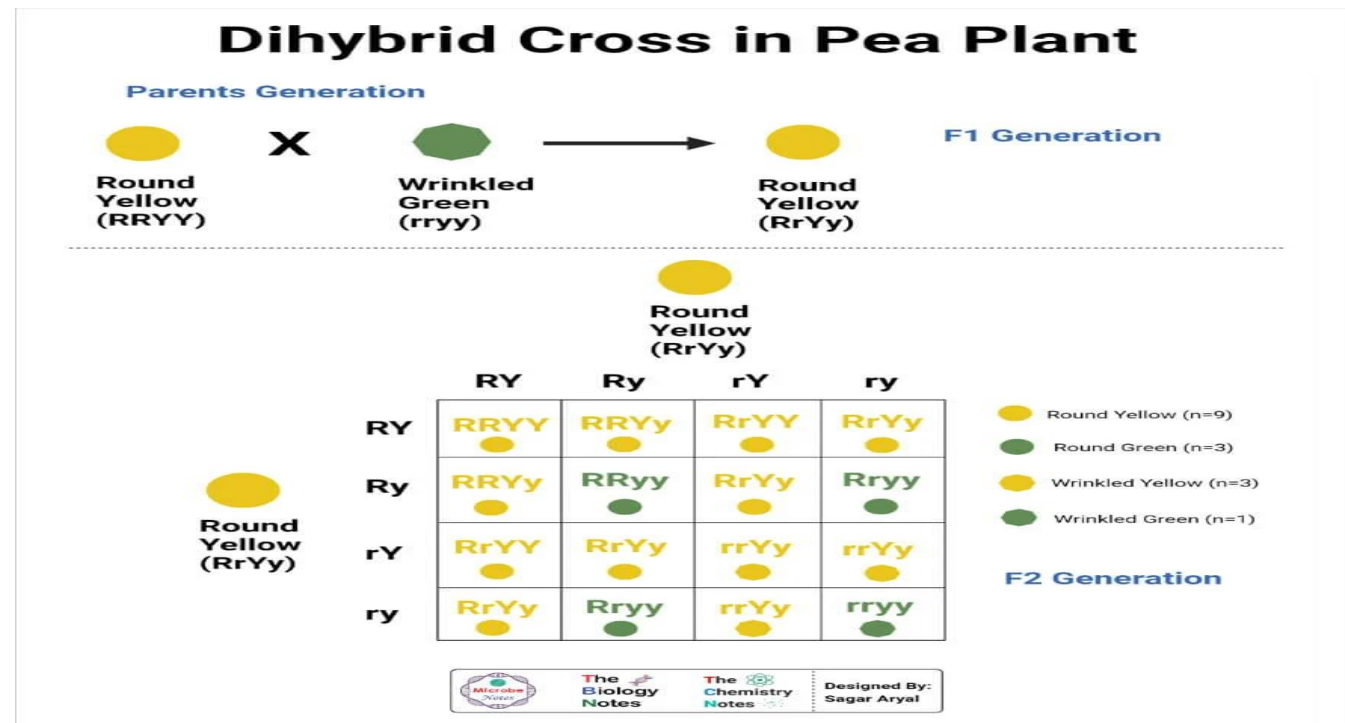 Dihybrid Cross in Pea Plant
Parents Generation
X
F1 Generation
Round
Yellow
(RRYY)
Wrinkled
Green
(rryy)
Round
Yellow
(RrYy)
Round
Yellow
(RrYy)
RY Ry rY ry
RY RRYY RRYy RrYY RrYy
Ry RRYy RRyy RrYy Rryy
rY RrYY RrYy rrYy rrYy
ry RrYy Rryy rrYy rryy
Round
Yellow
(RrYy)
Round Yellow (n=9)
Round Green (n=3)
Wrinkled Yellow (n=3)
Wrinkled Green (n=1)
F2 Generation
Microbe
Notes
The
Biology
Notes
The
Chemistry
Notes
Designed By:
Sagar Aryal